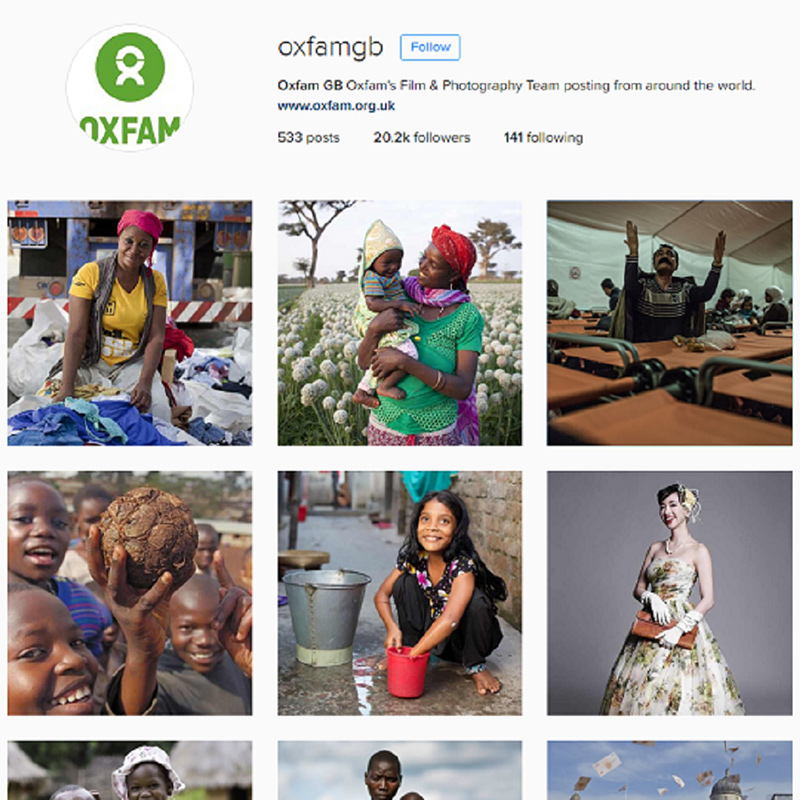 OXFAM
oxfamgb Follow
Oxfam GB Oxfam's Film & Photography Team posting from around the world.
www.oxfam.org.uk
533 posts 20.2k followers 141 following